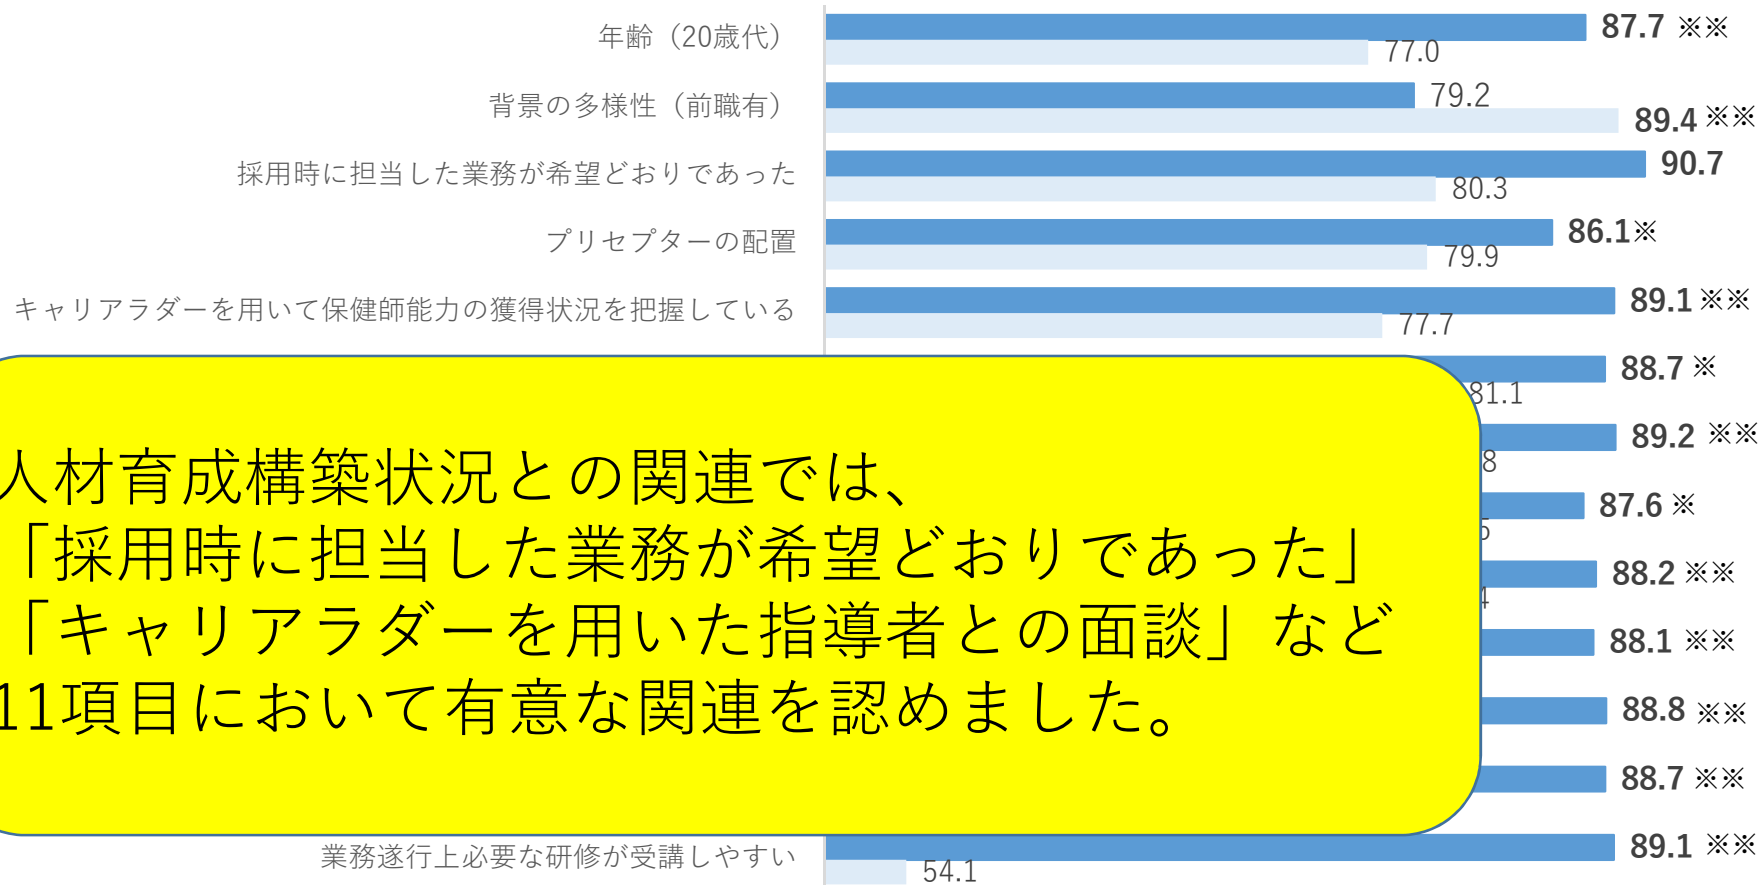 年齢（20歳代）
87.7 ※※
77.0
背景の多様性（前職有）
79.2
89.4 ※※
採用時に担当した業務が希望どおりであった
90.7
80.3
プリセプターの配置
86.1※
79.9
キャリアラダーを用いて保健師能力の獲得状況を把握している
89.1 ※※
77.7
88.7 ※
81.1
89.2 ※※
8
87.6 ※
88.2 ※※
88.1 ※※
88.8 ※※
88.7 ※※
人材育成構築状況との関連では、
「採用時に担当した業務が希望どおりであった」
「キャリアラダーを用いた指導者との面談」など
11項目において有意な関連を認めました。
業務遂行上必要な研修が受講しやすい
89.1 ※※
54.1